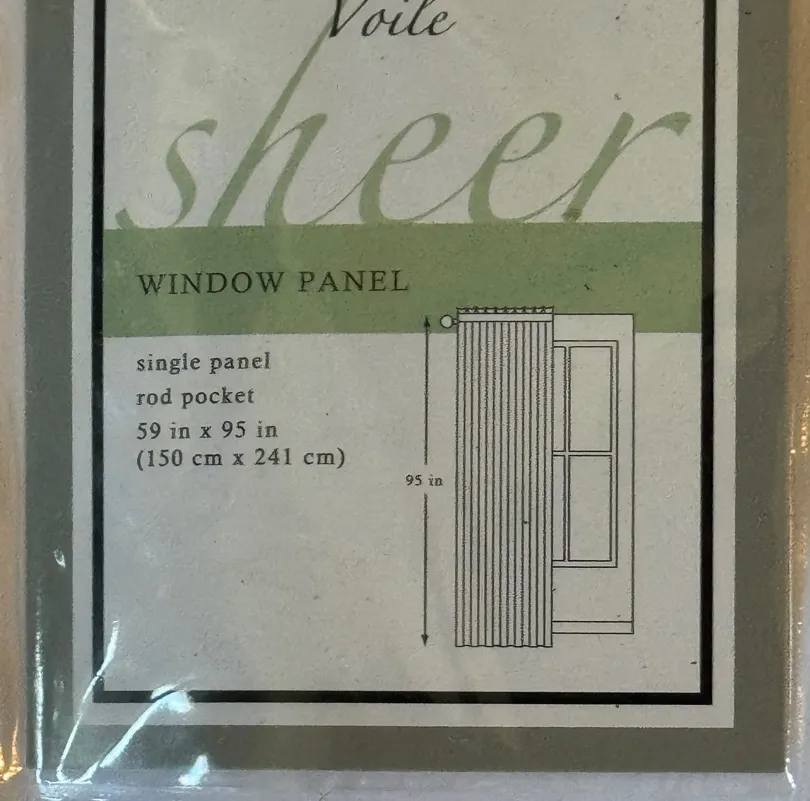 Voile
sheer
WINDOW PANEL
single panel
rod pocket
59 in x 95 in
(150 cm x 241 cm)
95 in